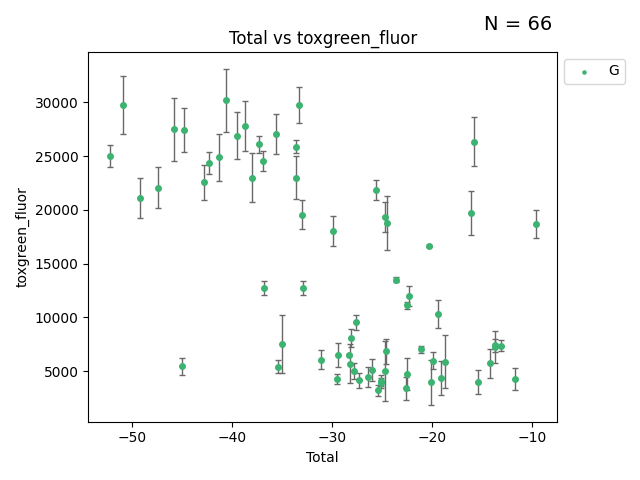 N = 66
Total vs toxgreen_fluor
G
toxgreen_fluor
30000
25000
20000
15000
10000
5000
−50 −40 −30 −20 −10
Total